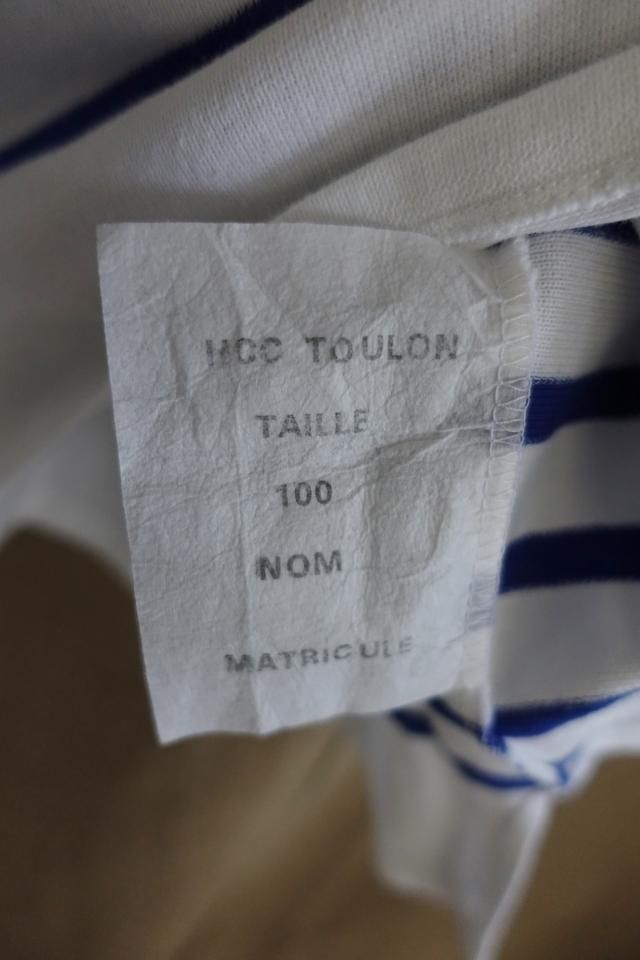 HCC TOULON
TAILLE
100
NOM
MATRICULE